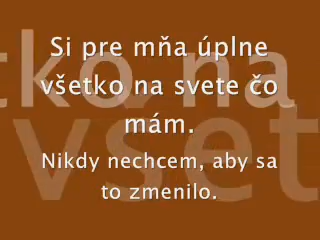 Si pre mňa úplne
všetko na svete čo
mám.
Nikdy nechcem, aby sa
to zmenilo.